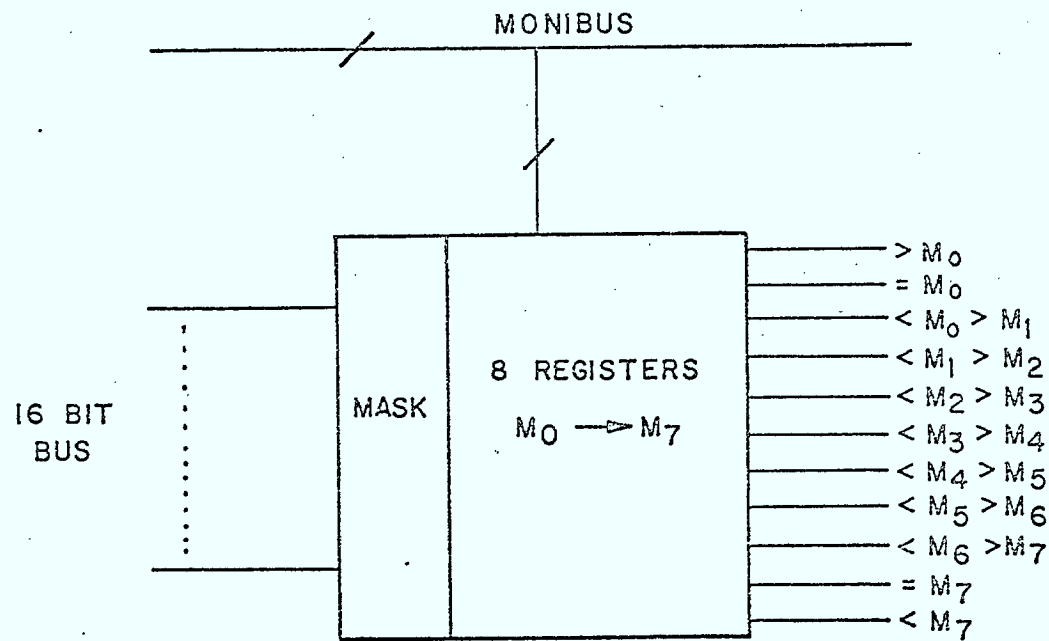 MONIBUS
16 BIT
BUS
MASK
8 REGISTERS
M₀ → M₇
> M₀
= M₀
< M₀ > M₁
< M₁ > M₂
< M₂ > M₃
< M₃ > M₄
< M₄ > M₅
< M₅ > M₆
< M₆ > M₇
= M₇
< M₇